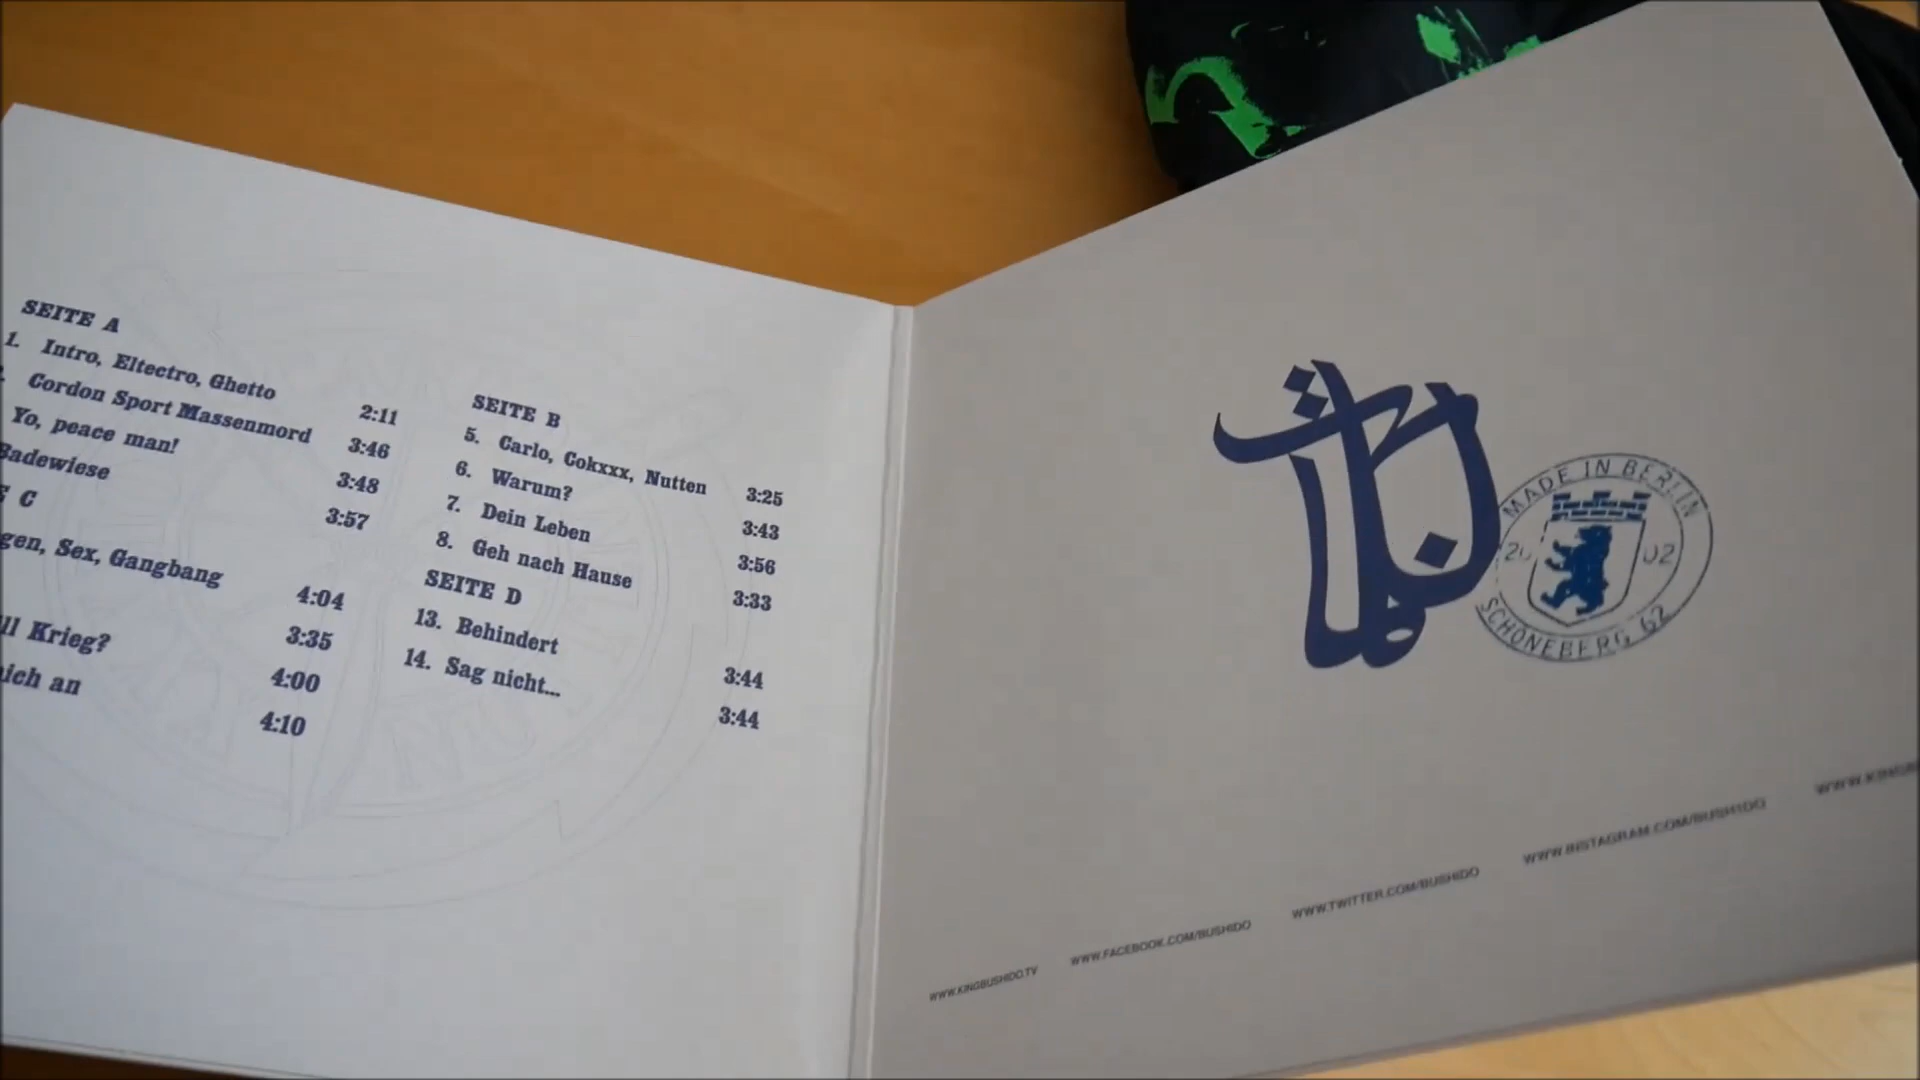 SEITE A
1. Intro, Eltectro, Ghetto 2:11
Cordon Sport Massenmord 3:46
Yo, peace man! 3:48
Badewiese 3:57
C
Sex, Gangbang 4:04
Krieg? 3:35
an 4:00
4:10
SEITE B
5. Carlo, Cokxxx, Nutten 3:25
6. Warum? 3:43
7. Dein Leben 3:56
8. Geh nach Hause 3:33
SEITE D
13. Behindert 3:44
14. Sag nicht... 3:44
MADE IN BERLIN
20 02
SCHÖNEBERG 62
WWW.KINGBUSHIDO.TV
WWW.FACEBOOK.COM/BUSHIDO
WWW.TWITTER.COM/BUSHIDO
WWW.INSTAGRAM.COM/BUSH1DO